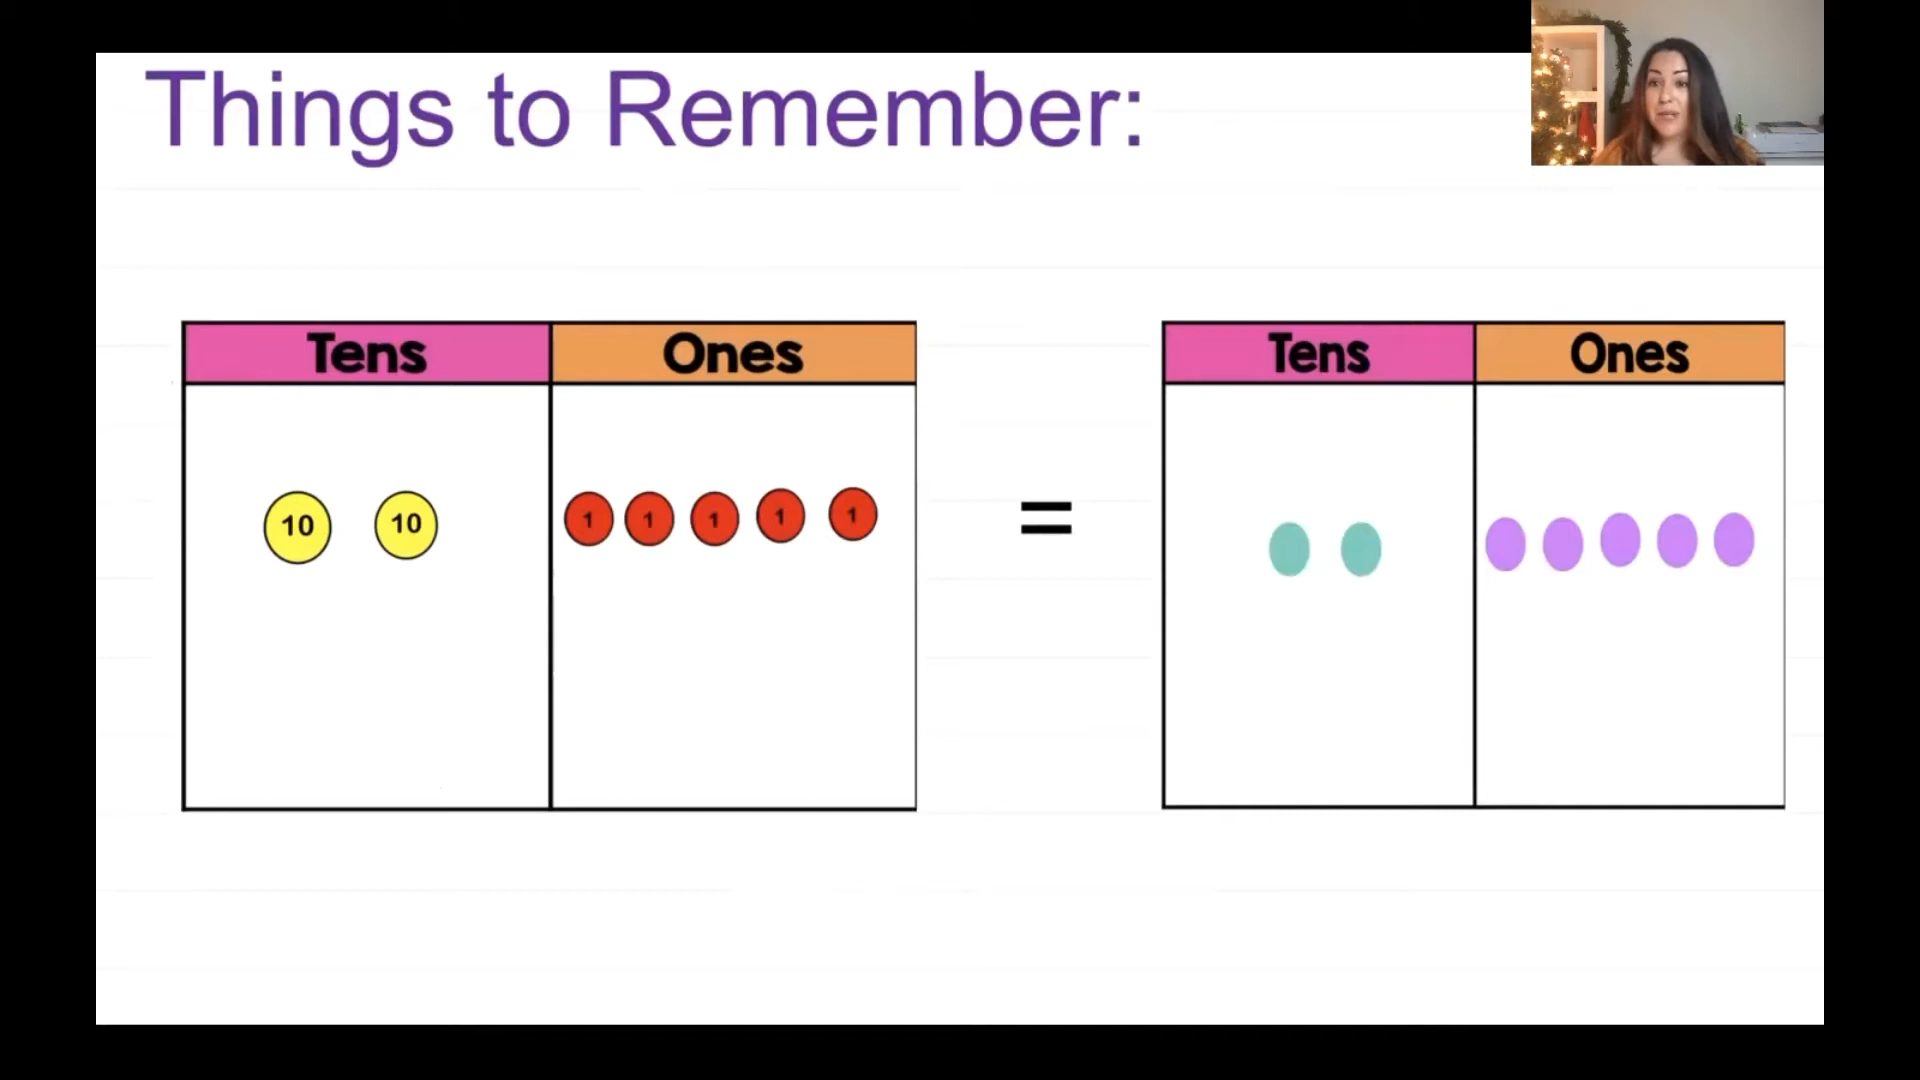 Things to Remember:
Tens Ones
10 10 1 1 1 1 1
=
Tens Ones